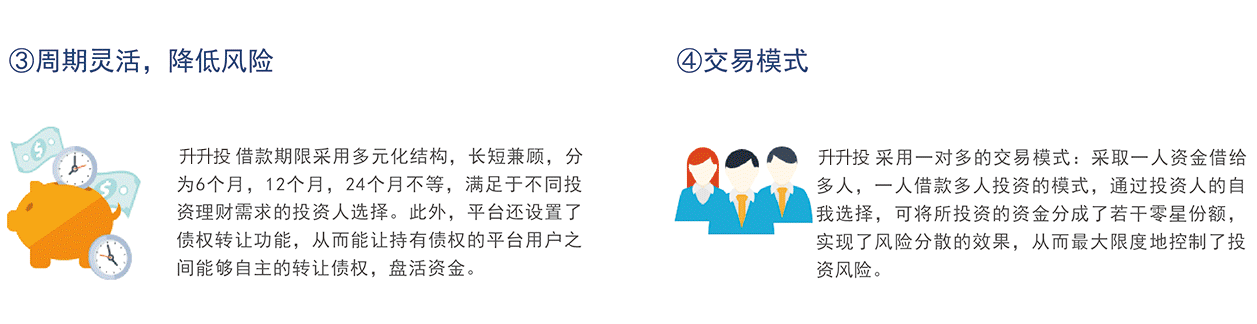 ③周期灵活，降低风险
升升投 借款期限采用多元化结构，长短兼顾，分
为6个月，12个月，24个月不等，满足于不同投
资理财需求的投资人选择。此外，平台还设置了
债权转让功能，从而能让持有债权的平台用户之
间能够自主的转让债权，盘活资金。
④交易模式
升升投 采用一对多的交易模式：采取一人资金借给
多人，一人借款多人投资的模式，通过投资人的自
我选择，可将所投资的资金分成了若干零星份额，
实现了风险分散的效果，从而最大限度地控制了投
资风险。